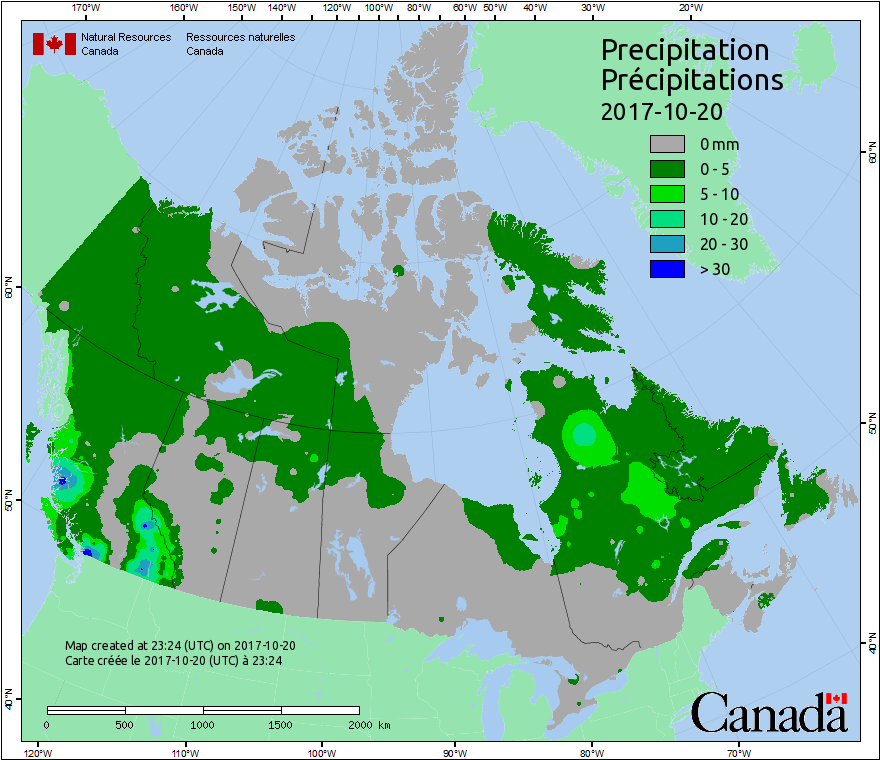 170°W 160°W 150°W 140°W 130°W 120°W 110°W 100°W 90°W 80°W 70°W 60°W 50°W 40°W 30°W 20°W
Natural Resources Ressources naturelles
Canada Canada
Precipitation
Précipitations
2017-10-20
0 mm
0 - 5
5 - 10
10 - 20
20 - 30
> 30
60°N
60°N
50°N
50°N
40°N
40°N
Map created at 23:24 (UTC) on 2017-10-20
Carte créée le 2017-10-20 (UTC) à 23:24
0 500 1000 1500 2000 km
Canada
120°W 110°W 100°W 90°W 80°W 70°W